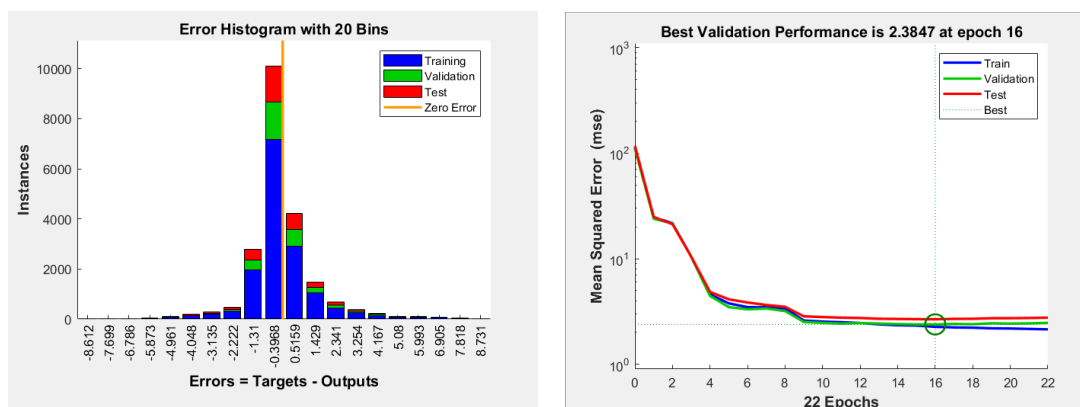 Error Histogram with 20 Bins
Instances
10000
8000
6000
4000
2000
0
Training
Validation
Test
Zero Error
-8.612
-7.699
-6.786
-5.873
-4.961
-4.048
-3.135
-2.222
-1.31
-0.3968
0.5159
1.429
2.341
3.254
4.167
5.08
5.993
6.905
7.818
8.731
Errors = Targets - Outputs
Best Validation Performance is 2.3847 at epoch 16
Mean Squared Error (mse)
10³
10²
10¹
10⁰
Train
Validation
Test
Best
0 2 4 6 8 10 12 14 16 18 20 22
22 Epochs